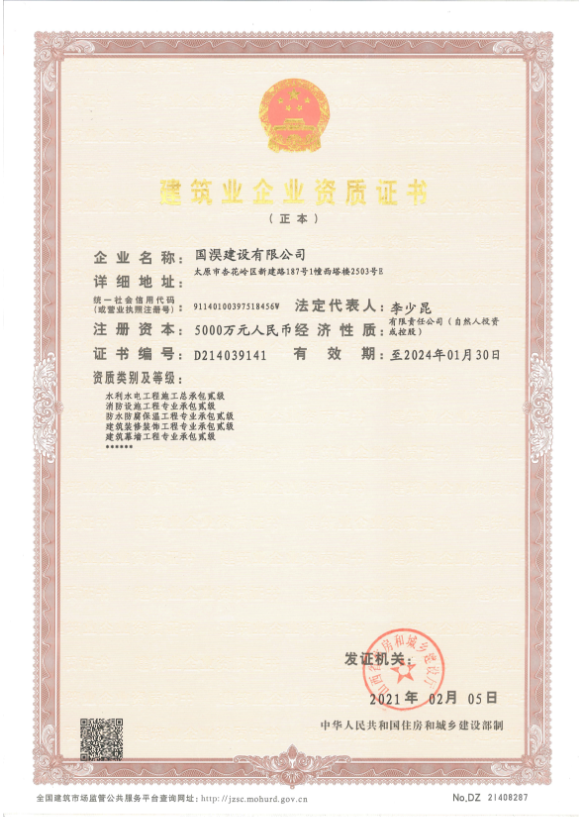 建筑业企业资质证书
（正本）
企业名称：国溟建设有限公司
详细地址：太原市杏花岭区新建路187号1幢西塔楼2503号E
统一社会信用代码
（或营业执照注册号）：91140100397518456W 法定代表人：李少昆
注册资本：5000万元人民币 经济性质：有限责任公司（自然人投资或控股）
证书编号：D214039141 有效期：至2024年01月30日
资质类别及等级：
水利水电工程施工总承包贰级
消防设施工程专业承包贰级
防水防腐保温工程专业承包贰级
建筑装修装饰工程专业承包贰级
建筑幕墙工程专业承包贰级
******
发证机关：
山西省住房和城乡建设厅
2021年 02月 05日
中华人民共和国住房和城乡建设部制
全国建筑市场监管公共服务平台查询网址：http://jzsc.mohurd.gov.cn
No,DZ 21408287